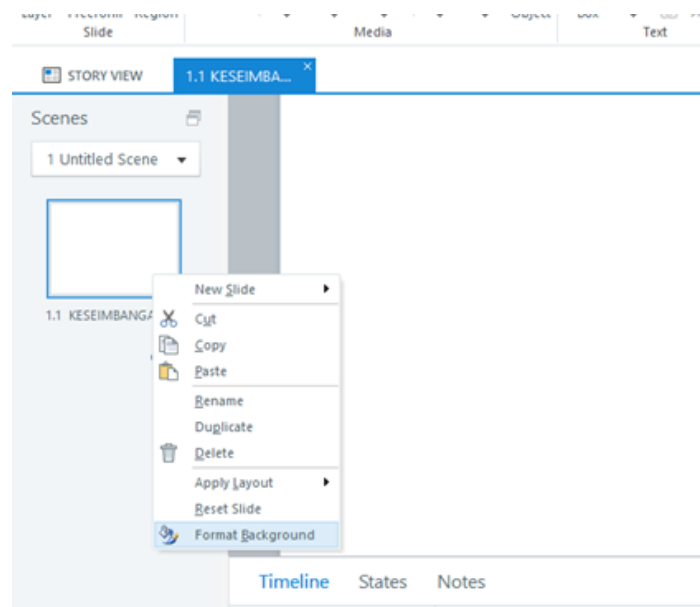 Slide Media Text
STORY VIEW 1.1 KESEIMBA... ×
Scenes
1 Untitled Scene
New Slide
1.1 KESEIMBANGA
Cut
Copy
Paste
Rename
Duplicate
Delete
Apply Layout
Reset Slide
Format Background
Timeline States Notes